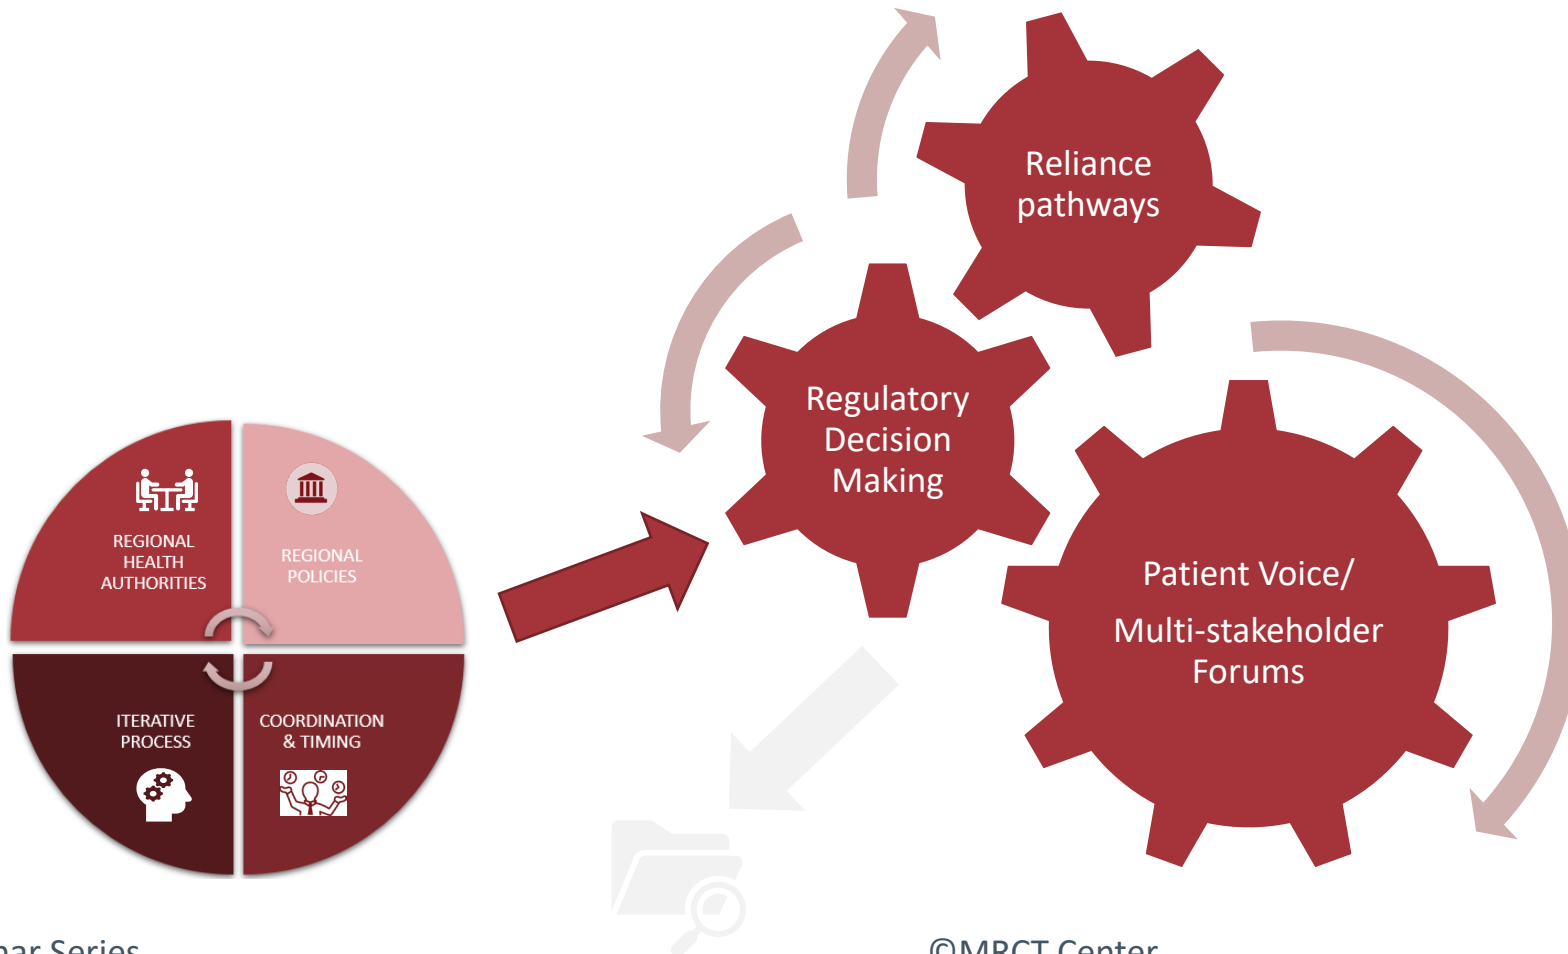 REGIONAL
HEALTH
AUTHORITIES
REGIONAL
POLICIES
ITERATIVE
PROCESS
COORDINATION
& TIMING
Reliance
pathways
Regulatory
Decision
Making
Patient Voice/
Multi-stakeholder
Forums
Series
©MRCT Center